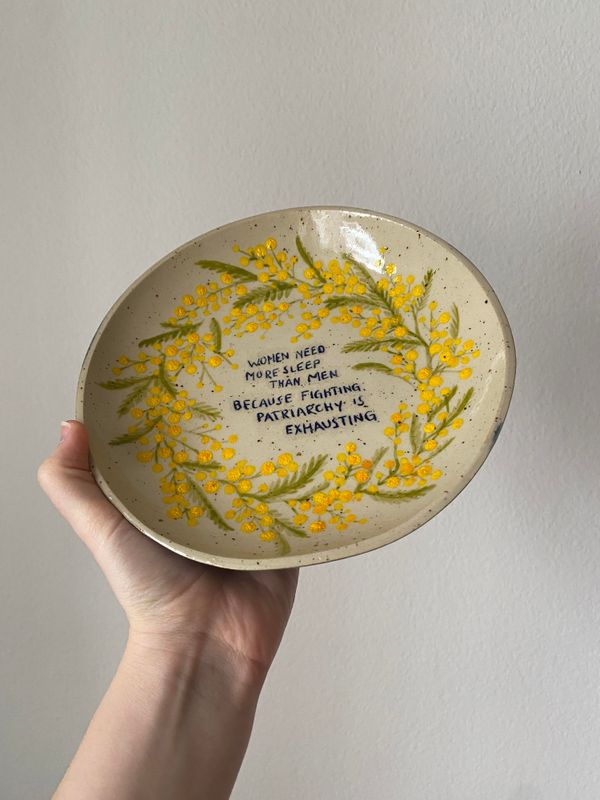 WOMEN NEED
MORE SLEEP
THAN MEN
BECAUSE FIGHTING
PATRIARCHY IS
EXHAUSTING